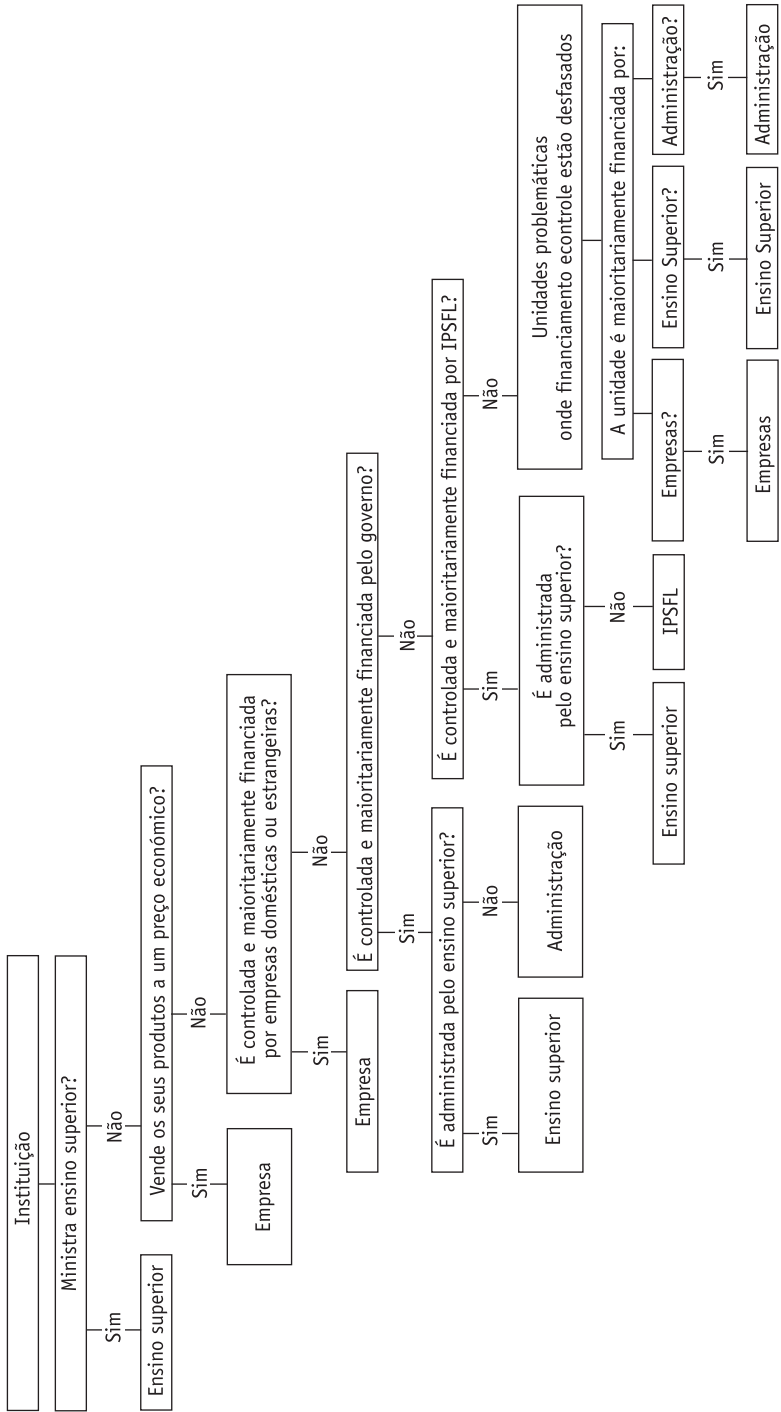 Instituição
Ministra ensino superior?
Sim
Não
Ensino superior
Vende os seus produtos a um preço económico?
Sim
Não
Empresa
É controlada e maioritariamente financiada
por empresas domésticas ou estrangeiras?
Sim
Não
Empresa
É controlada e maioritariamente financiada pelo governo?
Sim
Não
É administrada pelo ensino superior?
É controlada e maioritariamente financiada por IPSFL?
Sim
Não
Sim
Não
Ensino superior
Administração
É administrada
pelo ensino superior?
Unidades problemáticas
onde financiamento econtrole estão desfasados
Sim
Não
A unidade é maioritariamente financiada por:
Ensino superior
IPSFL
Empresas?
Ensino Superior?
Administração?
Sim
Sim
Sim
Empresas
Ensino Superior
Administração